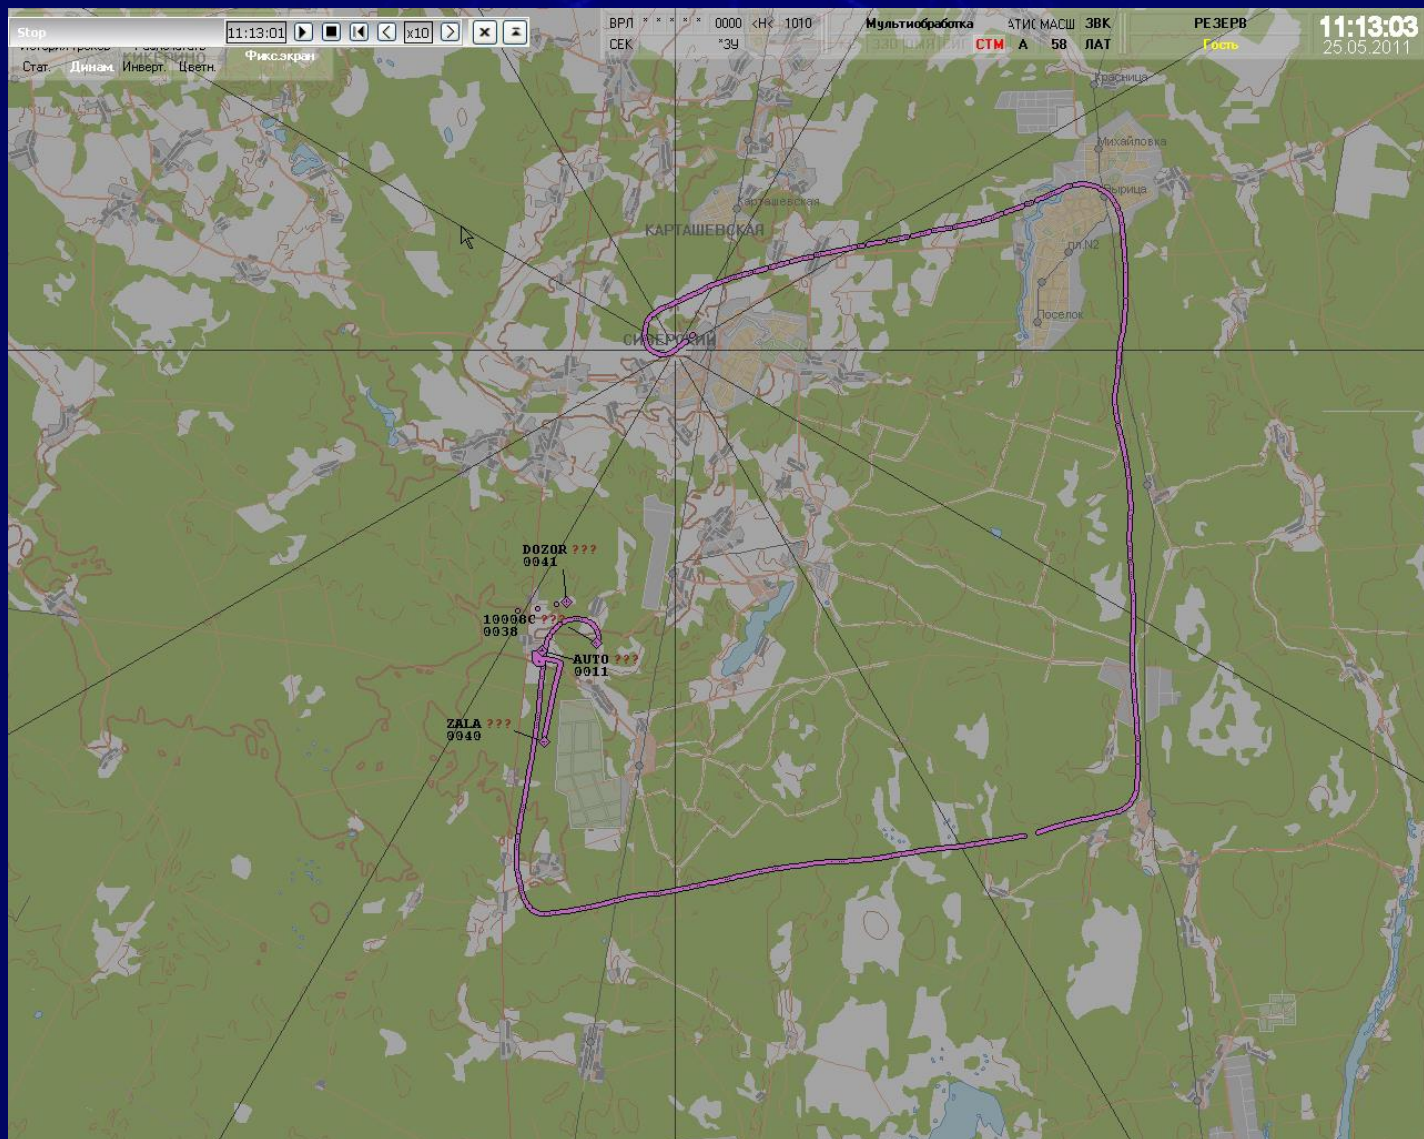 Stop
11:13:01
x10
Стат. Динам. Инверт. Цветн.
Фикс.экран
ВРЛ * * * * * 0000 <Н< 1010
СЕК *ЗУ
Мультиобработка
МАСШ ЗВК
СТМ А 58 ЛАТ
РЕЗЕРВ
Гость
11:13:03
25.05.2011
КИКЕРИНО
Красница
Михайловка
Вырица
Карташевская
КАРТАШЕВСКАЯ
пл.N2
Поселок
СИВЕРСКИЙ
DOZOR ???
0041
10008C ???
0038
AUTO ???
0011
ZALA ???
0040